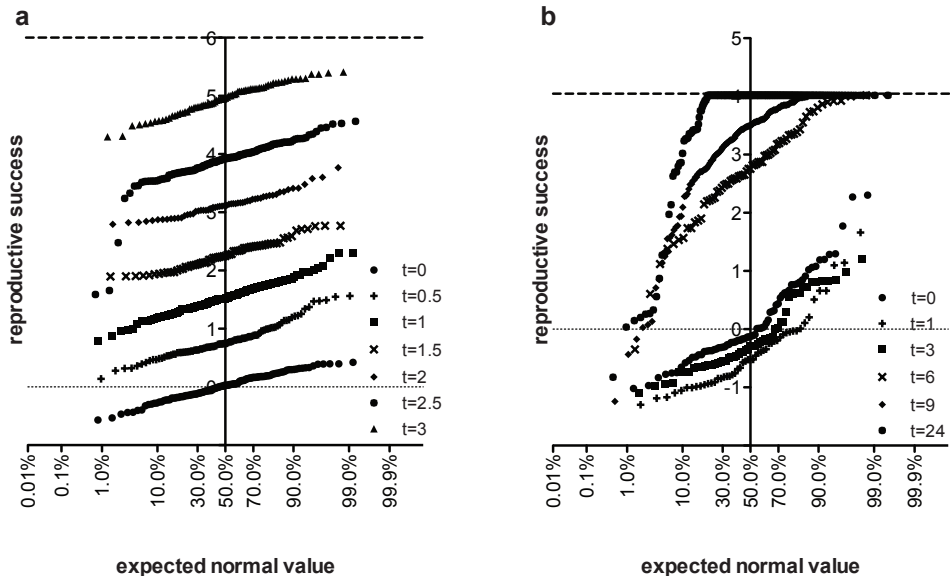 a
reproductive success
6
5
4
3
2
1
0
t=0
t=0.5
t=1
t=1.5
t=2
t=2.5
t=3
0.01%
0.1%
1.0%
10.0%
30.0%
50.0%
70.0%
90.0%
99.0%
99.9%
expected normal value
b
reproductive success
5
4
3
2
1
0
-1
t=0
t=1
t=3
t=6
t=9
t=24
0.01%
0.1%
1.0%
10.0%
30.0%
50.0%
70.0%
90.0%
99.0%
99.9%
expected normal value